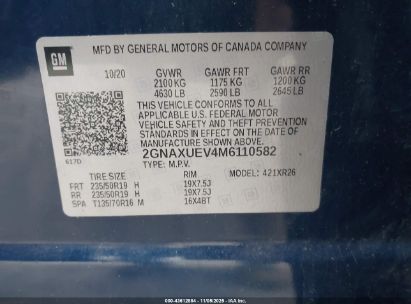 GM
MFD BY GENERAL MOTORS OF CANADA COMPANY
10/20 GVWR GAWR FRT GAWR RR
2100 KG 1175 KG 1200 KG
4630 LB 2590 LB 2645 LB
THIS VEHICLE CONFORMS TO ALL
APPLICABLE U.S. FEDERAL MOTOR
VEHICLE SAFETY AND THEFT PREVENTION
STANDARDS IN EFFECT ON THE DATE OF
MANUFACTURE SHOWN ABOVE.
617D 2GNAXUEV4M6110582
TYPE: M.P.V.
TIRE SIZE RIM MODEL: 421XR26
FRT 235/50R19 H 19X7.5J
RR 235/50R19 H 19X7.5J
SPA T135/70R16 M 16X4BT